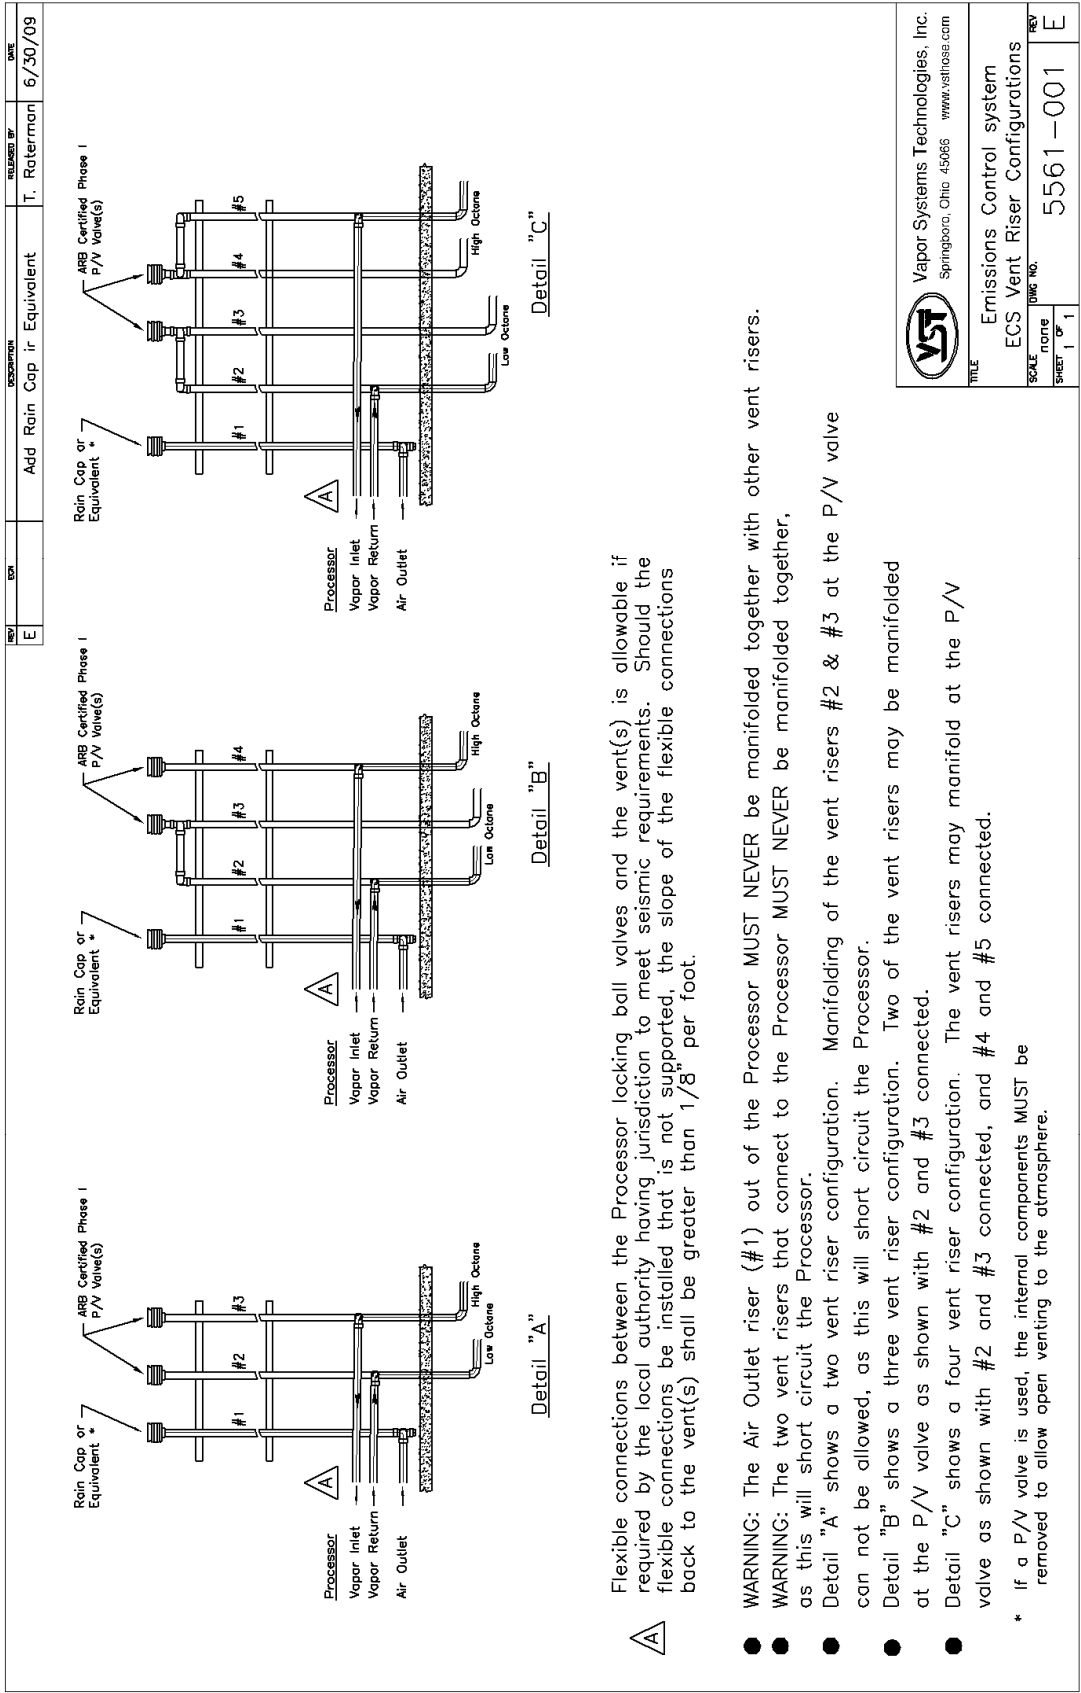 REV
ECN
DESCRIPTION
RELEASED BY
DATE
E
Add Rain Cap ir Equivalent
T. Raterman
6/30/09
Rain Cap or
Equivalent *
ARB Certified Phase I
P/V Valve(s)
#1
#2
#3
A
Processor
Vapor Inlet
Vapor Return
Air Outlet
Low Octane
High Octane
Detail "A"
Rain Cap or
Equivalent *
ARB Certified Phase I
P/V Valve(s)
#1
#2
#3
#4
A
Processor
Vapor Inlet
Vapor Return
Air Outlet
Low Octane
High Octane
Detail "B"
Rain Cap or
Equivalent *
ARB Certified Phase I
P/V Valve(s)
#1
#2
#3
#4
#5
A
Processor
Vapor Inlet
Vapor Return
Air Outlet
Low Octane
High Octane
Detail "C"
A
Flexible connections between the Processor locking ball valves and the vent(s) is allowable if
required by the local authority having jurisdiction to meet seismic requirements. Should the
flexible connections be installed that is not supported, the slope of the flexible connections
back to the vent(s) shall be greater than 1/8" per foot.
● WARNING: The Air Outlet riser (#1) out of the Processor MUST NEVER be manifolded together with other vent risers.
● WARNING: The two vent risers that connect to the Processor MUST NEVER be manifolded together,
as this will short circuit the Processor.
● Detail "A" shows a two vent riser configuration. Manifolding of the vent risers #2 & #3 at the P/V valve
can not be allowed, as this will short circuit the Processor.
● Detail "B" shows a three vent riser configuration. Two of the vent risers may be manifolded
at the P/V valve as shown with #2 and #3 connected.
● Detail "C" shows a four vent riser configuration. The vent risers may manifold at the P/V
valve as shown with #2 and #3 connected, and #4 and #5 connected.
* If a P/V valve is used, the internal components MUST be
removed to allow open venting to the atmosphere.
VST
Vapor Systems Technologies, Inc.
Springboro, Ohio 45066 www.vsthose.com
TITLE
Emissions Control system
ECS Vent Riser Configurations
SCALE none
DWG NO.
5561-001
REV
E
SHEET 1 OF 1